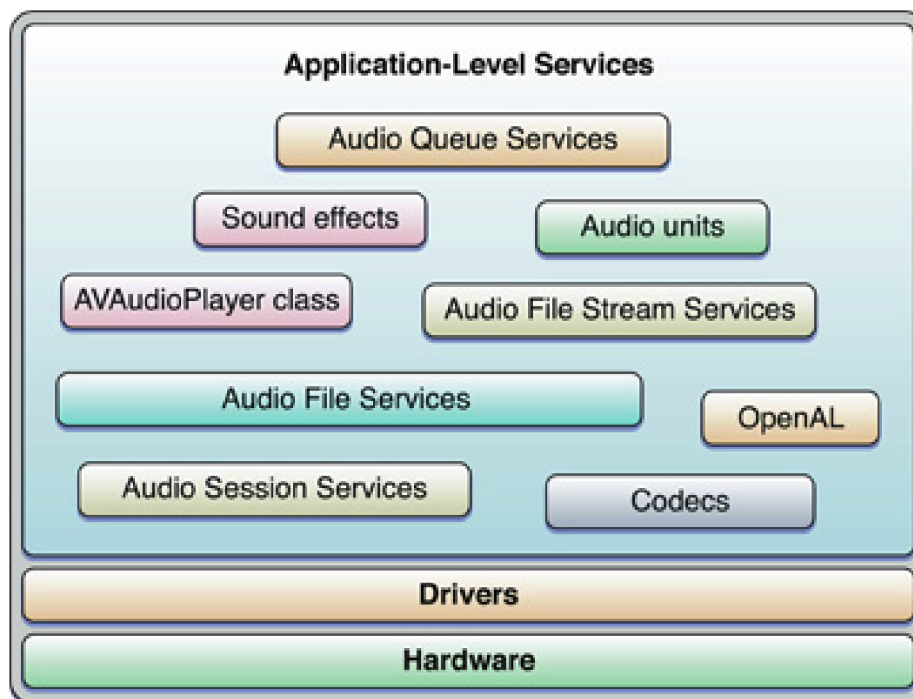 Application-Level Services
Audio Queue Services
Sound effects
Audio units
AVAudioPlayer class
Audio File Stream Services
Audio File Services
OpenAL
Audio Session Services
Codecs
Drivers
Hardware